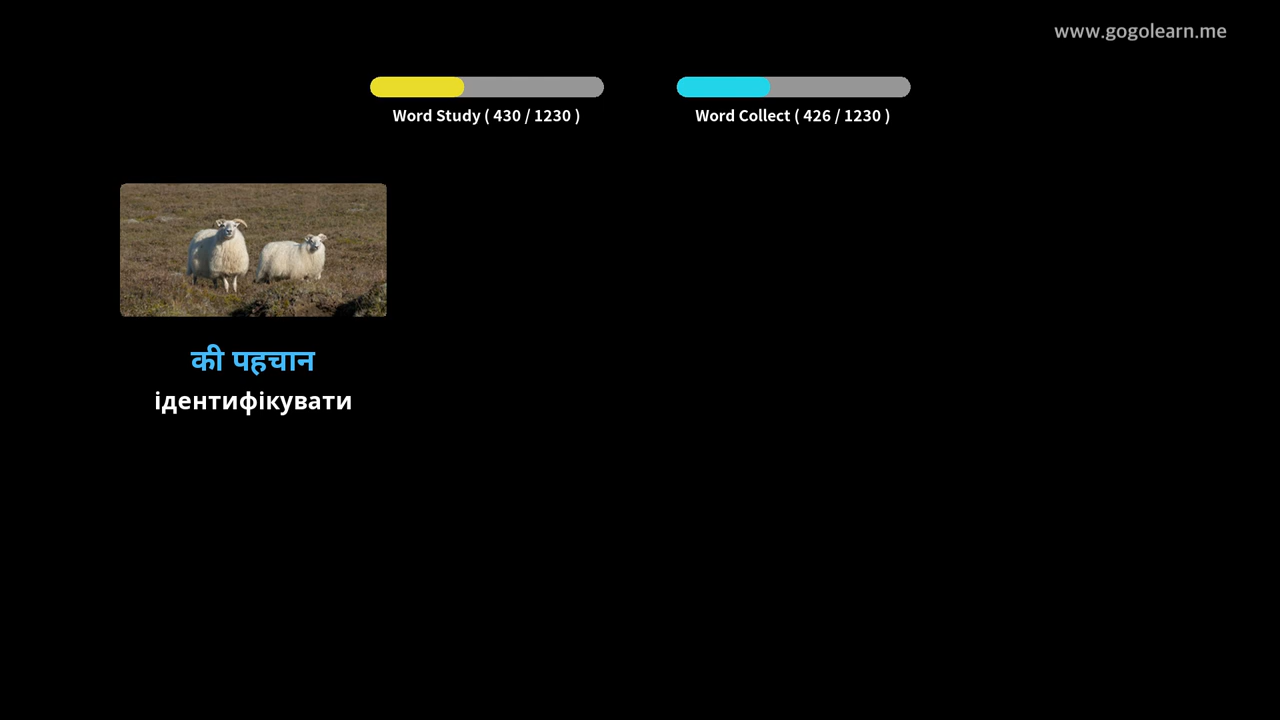 www.gogolearn.me
Word Study ( 430 / 1230 )
Word Collect ( 426 / 1230 )
की पहचान
ідентифікувати